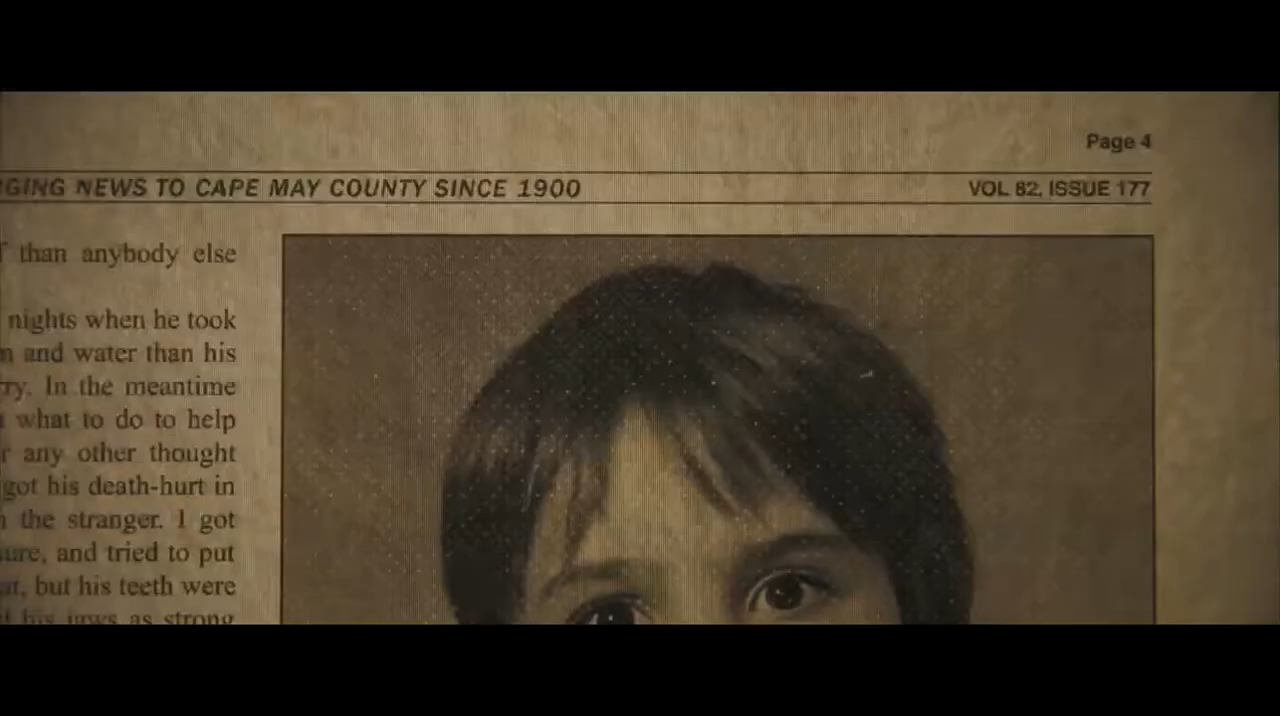 Page 4
GING NEWS TO CAPE MAY COUNTY SINCE 1900
VOL 82, ISSUE 177
than anybody else
nights when he took
and water than his
In the meantime
what to do to help
any other thought
got his death-hurt in
the stranger. I got
and tried to put
but his teeth were
his jaws as strong